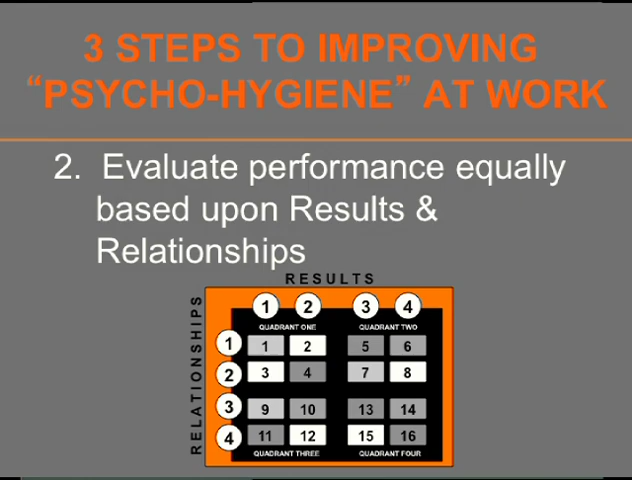 3 STEPS TO IMPROVING
“PSYCHO-HYGIENE” AT WORK
2. Evaluate performance equally
based upon Results &
Relationships
RESULTS
RELATIONSHIPS
1 2 3 4
QUADRANT ONE QUADRANT TWO
1 1 2 5 6
2 3 4 7 8
3 9 10 13 14
4 11 12 15 16
QUADRANT THREE QUADRANT FOUR